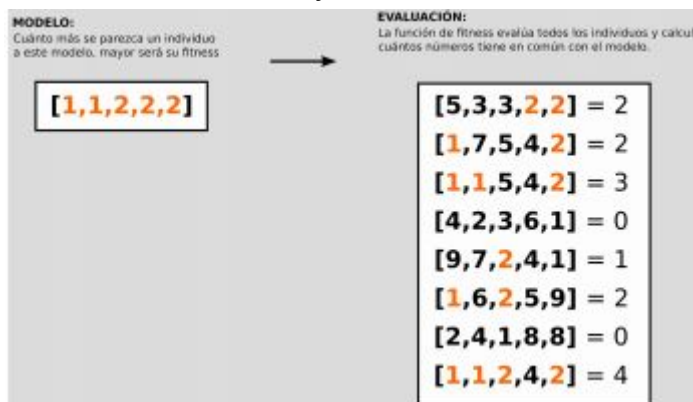 MODELO:
Cuánto más se parezca un individuo
a este modelo, mayor será su fitness
[1,1,2,2,2]
EVALUACIÓN:
La función de fitness evalúa todos los individuos y calcul
cuántos números tiene en común con el modelo.
[5,3,3,2,2] = 2
[1,7,5,4,2] = 2
[1,1,5,4,2] = 3
[4,2,3,6,1] = 0
[9,7,2,4,1] = 1
[1,6,2,5,9] = 2
[2,4,1,8,8] = 0
[1,1,2,4,2] = 4